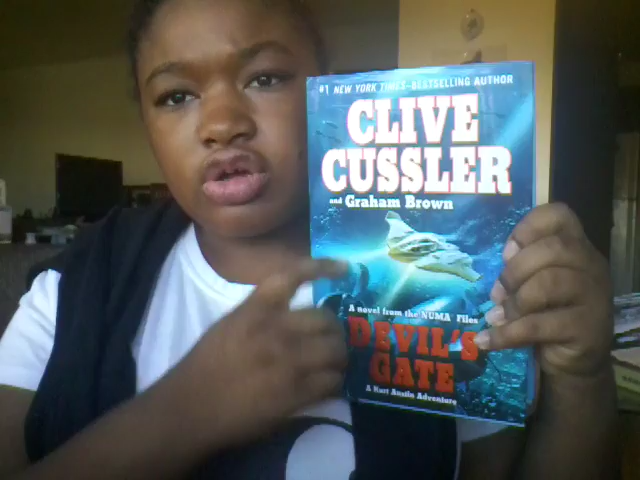 #1 NEW YORK TIMES-BESTSELLING AUTHOR
CLIVE
CUSSLER
and Graham Brown
A novel from the NUMA Files
DEVIL'S
GATE
A Kurt Austin Adventure